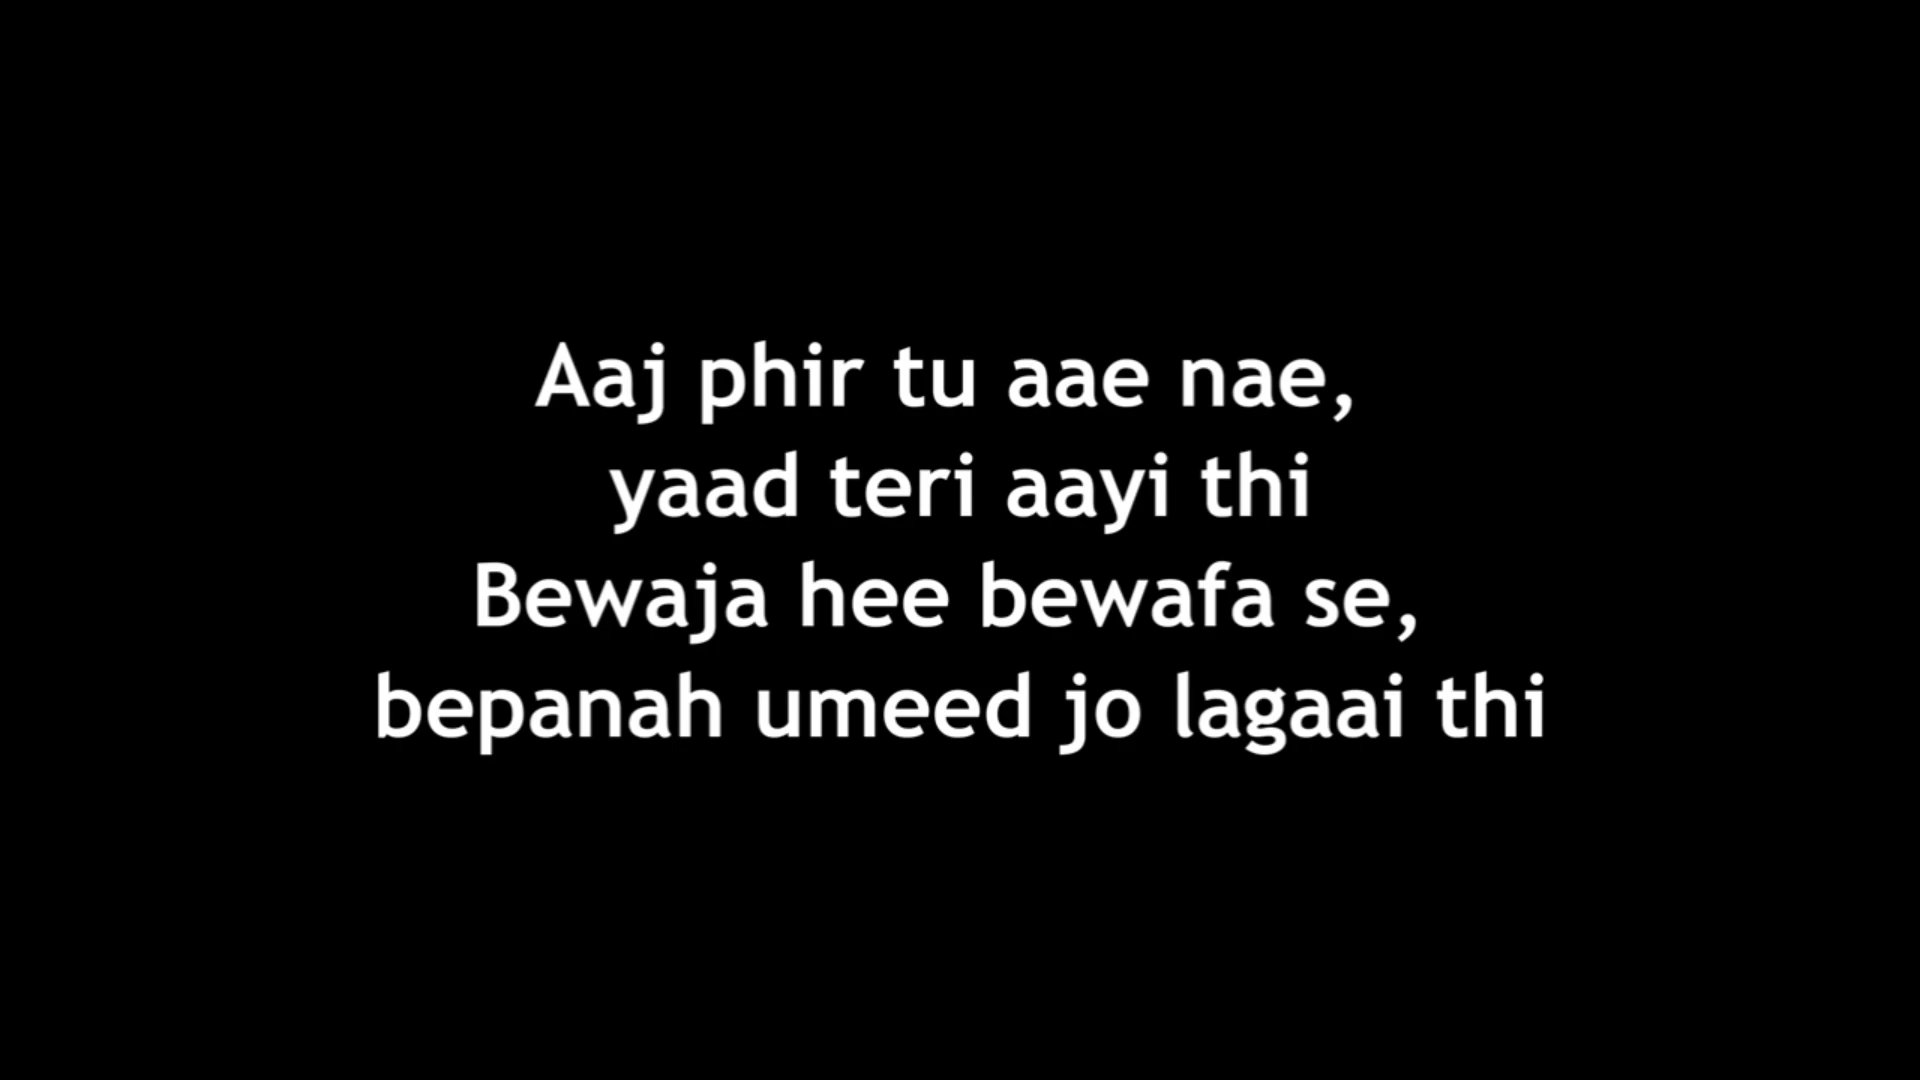 Aaj phir tu aae nae,
yaad teri aayi thi
Bewaja hee bewafa se,
bepanah umeed jo lagaai thi